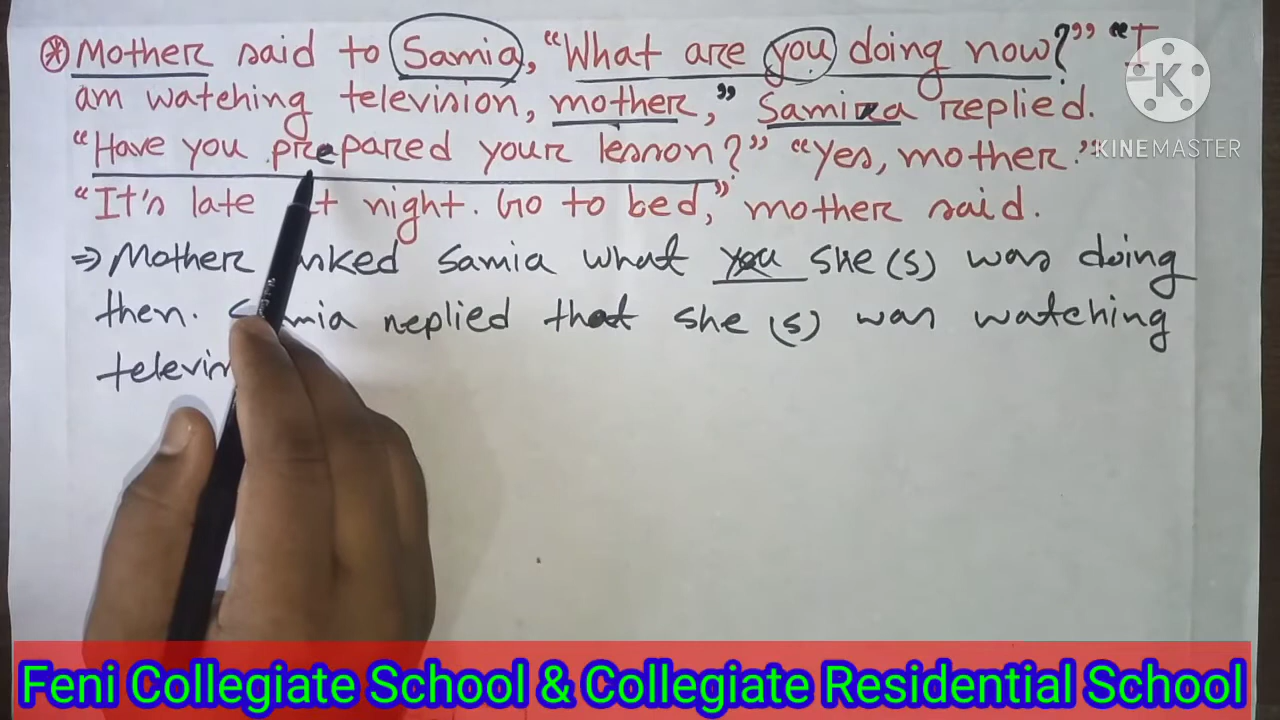 * Mother said to Samia, “What are you doing now?” “I
am watching television, mother,” Samia replied.
“Have you prepared your lesson?” “Yes, mother.”
“It's late at night. Go to bed,” mother said.
⇒ Mother asked Samia what you she (s) was doing
then. Samia replied that she (s) was watching
K
KINEMASTER
Feni Collegiate School & Collegiate Residential School